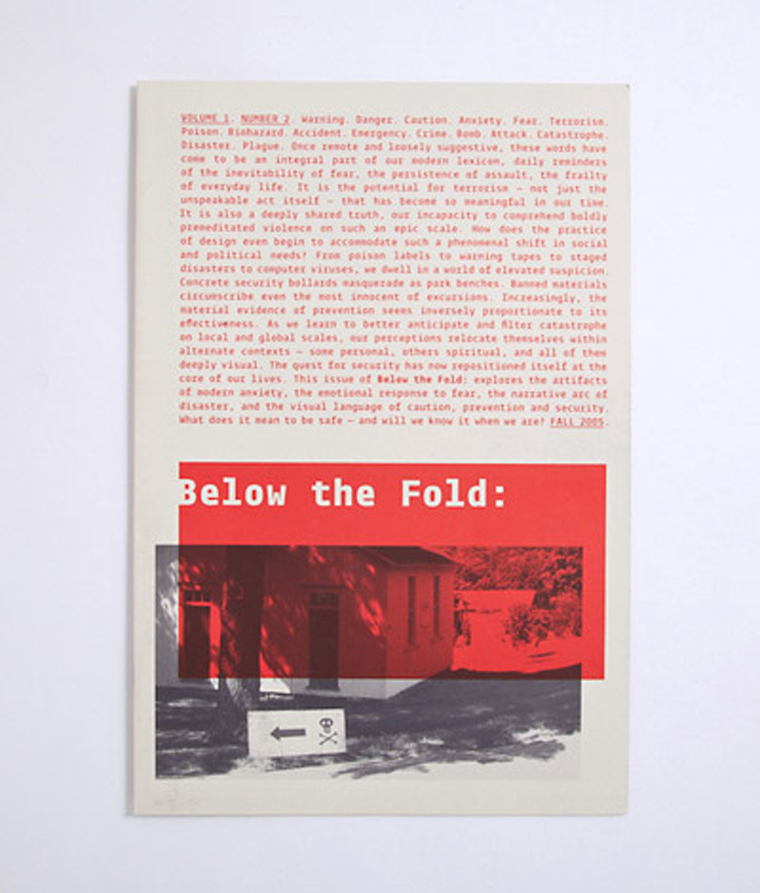 VOLUME 1. NUMBER 2. Warning. Danger. Caution. Anxiety. Fear. Terrorism.
Poison. Biohazard. Accident. Emergency. Crime. Bomb. Attack. Catastrophe.
Disaster. Plague. Once remote and loosely suggestive, these words have
come to be an integral part of our modern lexicon, daily reminders
of the inevitability of fear, the persistence of assault, the frailty
of everyday life. It is the potential for terrorism — not just the
unspeakable act itself — that has become so meaningful in our time.
It is also a deeply shared truth, our incapacity to comprehend boldly
premeditated violence on such an epic scale. How does the practice
of design even begin to accommodate such a phenomenal shift in social
and political needs? From poison labels to warning tapes to staged
disasters to computer viruses, we dwell in a world of elevated suspicion.
Concrete security bollards masquerade as park benches. Banned materials
circumscribe even the most innocent of excursions. Increasingly, the
material evidence of prevention seems inversely proportionate to its
effectiveness. As we learn to better anticipate and filter catastrophe
on local and global scales, our perceptions relocate themselves within
alternate contexts — some personal, others spiritual, and all of them
deeply visual. The quest for security has now repositioned itself at the
core of our lives. This issue of Below the Fold: explores the artifacts
of modern anxiety, the emotional response to fear, the narrative arc of
disaster, and the visual language of caution, prevention and security.
What does it mean to be safe — and will we know it when we are? FALL 2005.
Below the Fold: